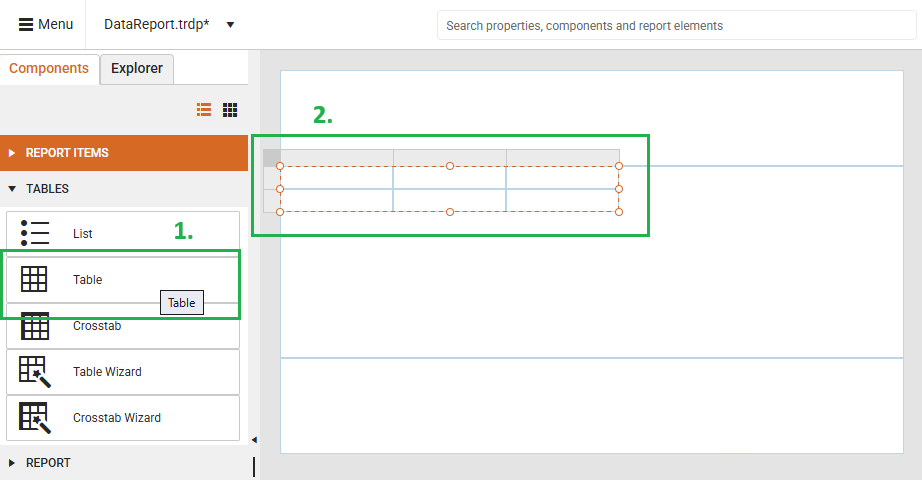 Menu
DataReport.trdp*
Search properties, components and report elements
Components
Explorer
2.
REPORT ITEMS
TABLES
List
1.
Table
Table
Crosstab
Table Wizard
Crosstab Wizard
REPORT